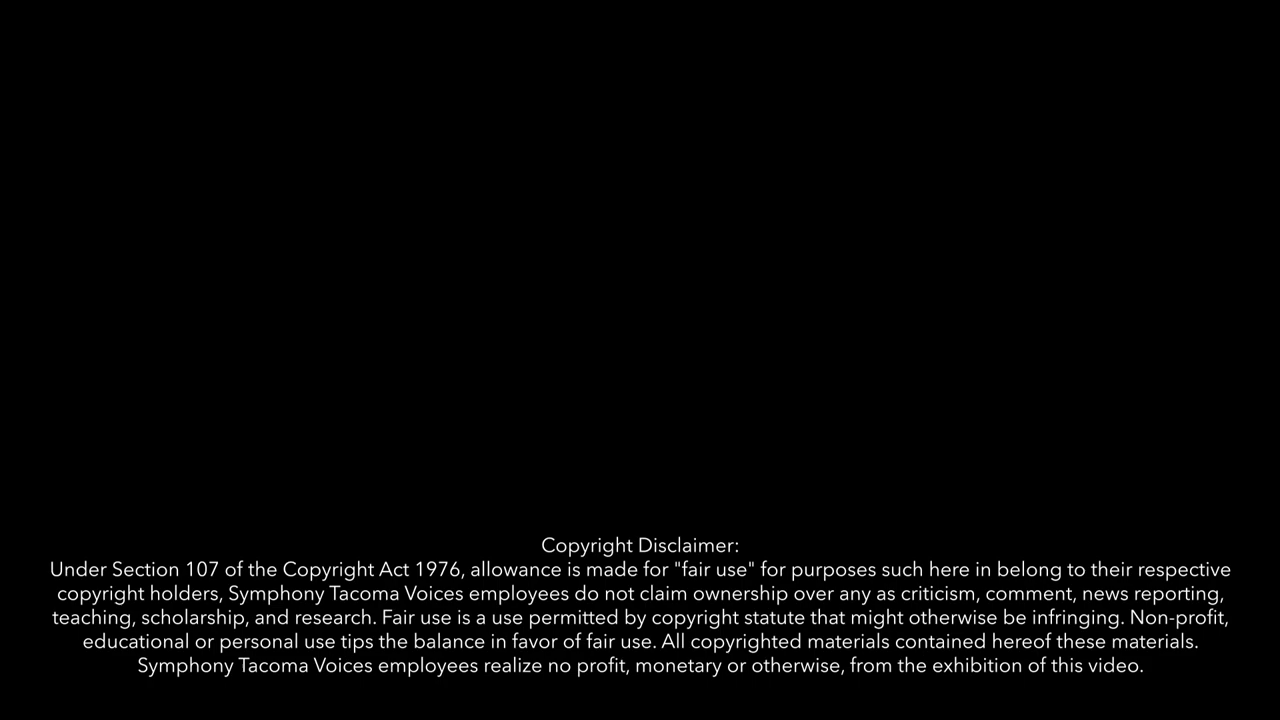 Copyright Disclaimer:
Under Section 107 of the Copyright Act 1976, allowance is made for "fair use" for purposes such here in belong to their respective
copyright holders, Symphony Tacoma Voices employees do not claim ownership over any as criticism, comment, news reporting,
teaching, scholarship, and research. Fair use is a use permitted by copyright statute that might otherwise be infringing. Non-profit,
educational or personal use tips the balance in favor of fair use. All copyrighted materials contained hereof these materials.
Symphony Tacoma Voices employees realize no profit, monetary or otherwise, from the exhibition of this video.